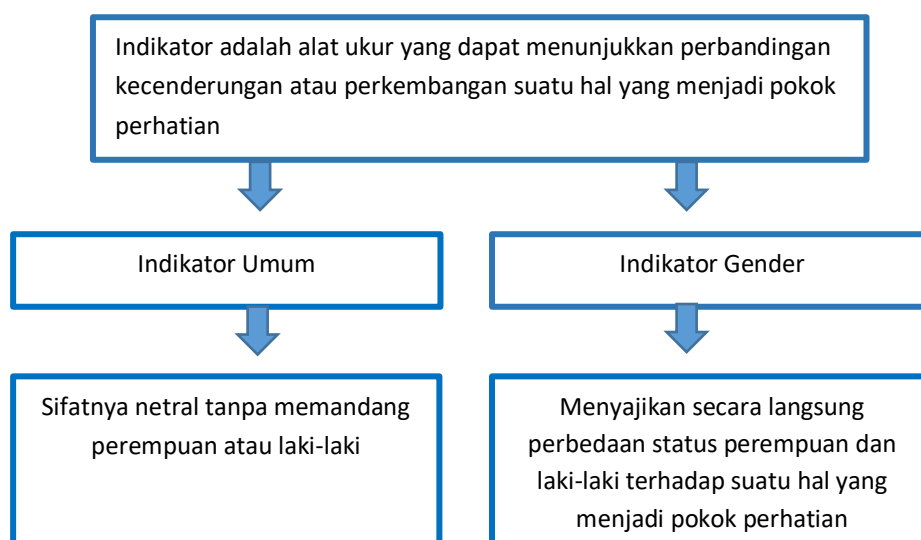 Indikator adalah alat ukur yang dapat menunjukkan perbandingan
kecenderungan atau perkembangan suatu hal yang menjadi pokok
perhatian
Indikator Umum
Indikator Gender
Sifatnya netral tanpa memandang
perempuan atau laki-laki
Menyajikan secara langsung
perbedaan status perempuan dan
laki-laki terhadap suatu hal yang
menjadi pokok perhatian